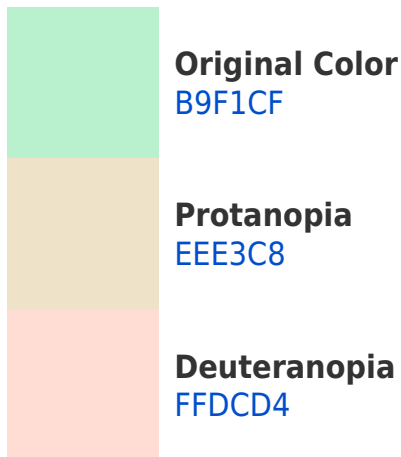 Original Color
B9F1CF
Protanopia
EEE3C8
Deuteranopia
FFDCD4